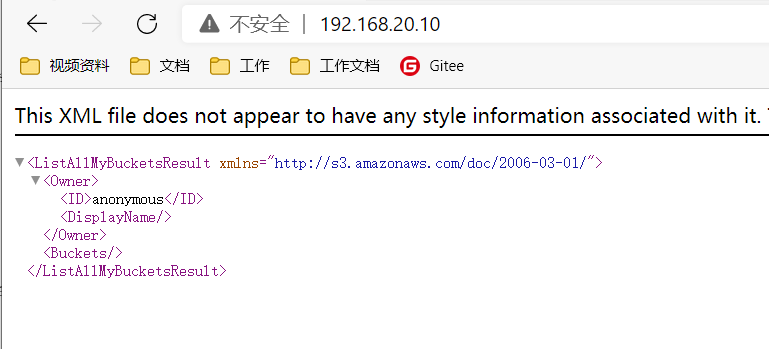 不安全 | 192.168.20.10
视频资料 文档 工作 工作文档 G Gitee
This XML file does not appear to have any style information associated with it.
<ListAllMyBucketsResult xmlns="http://s3.amazonaws.com/doc/2006-03-01/">
<Owner>
<ID>anonymous</ID>
<DisplayName/>
</Owner>
<Buckets/>
</ListAllMyBucketsResult>